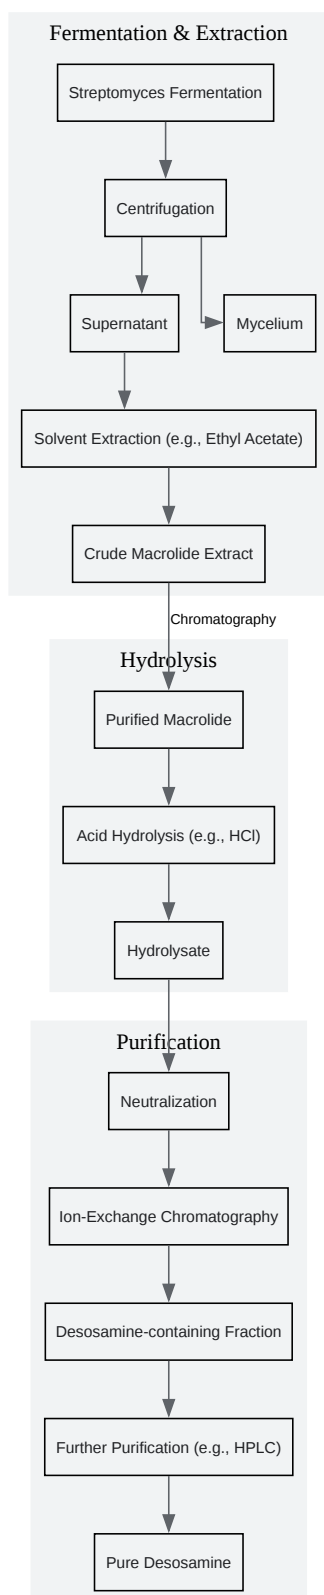 Fermentation & Extraction
Streptomyces Fermentation
Centrifugation
Supernatant
Mycelium
Solvent Extraction (e.g., Ethyl Acetate)
Crude Macrolide Extract
Chromatography
Hydrolysis
Purified Macrolide
Acid Hydrolysis (e.g., HCl)
Hydrolysate
Purification
Neutralization
Ion-Exchange Chromatography
Desosamine-containing Fraction
Further Purification (e.g., HPLC)
Pure Desosamine